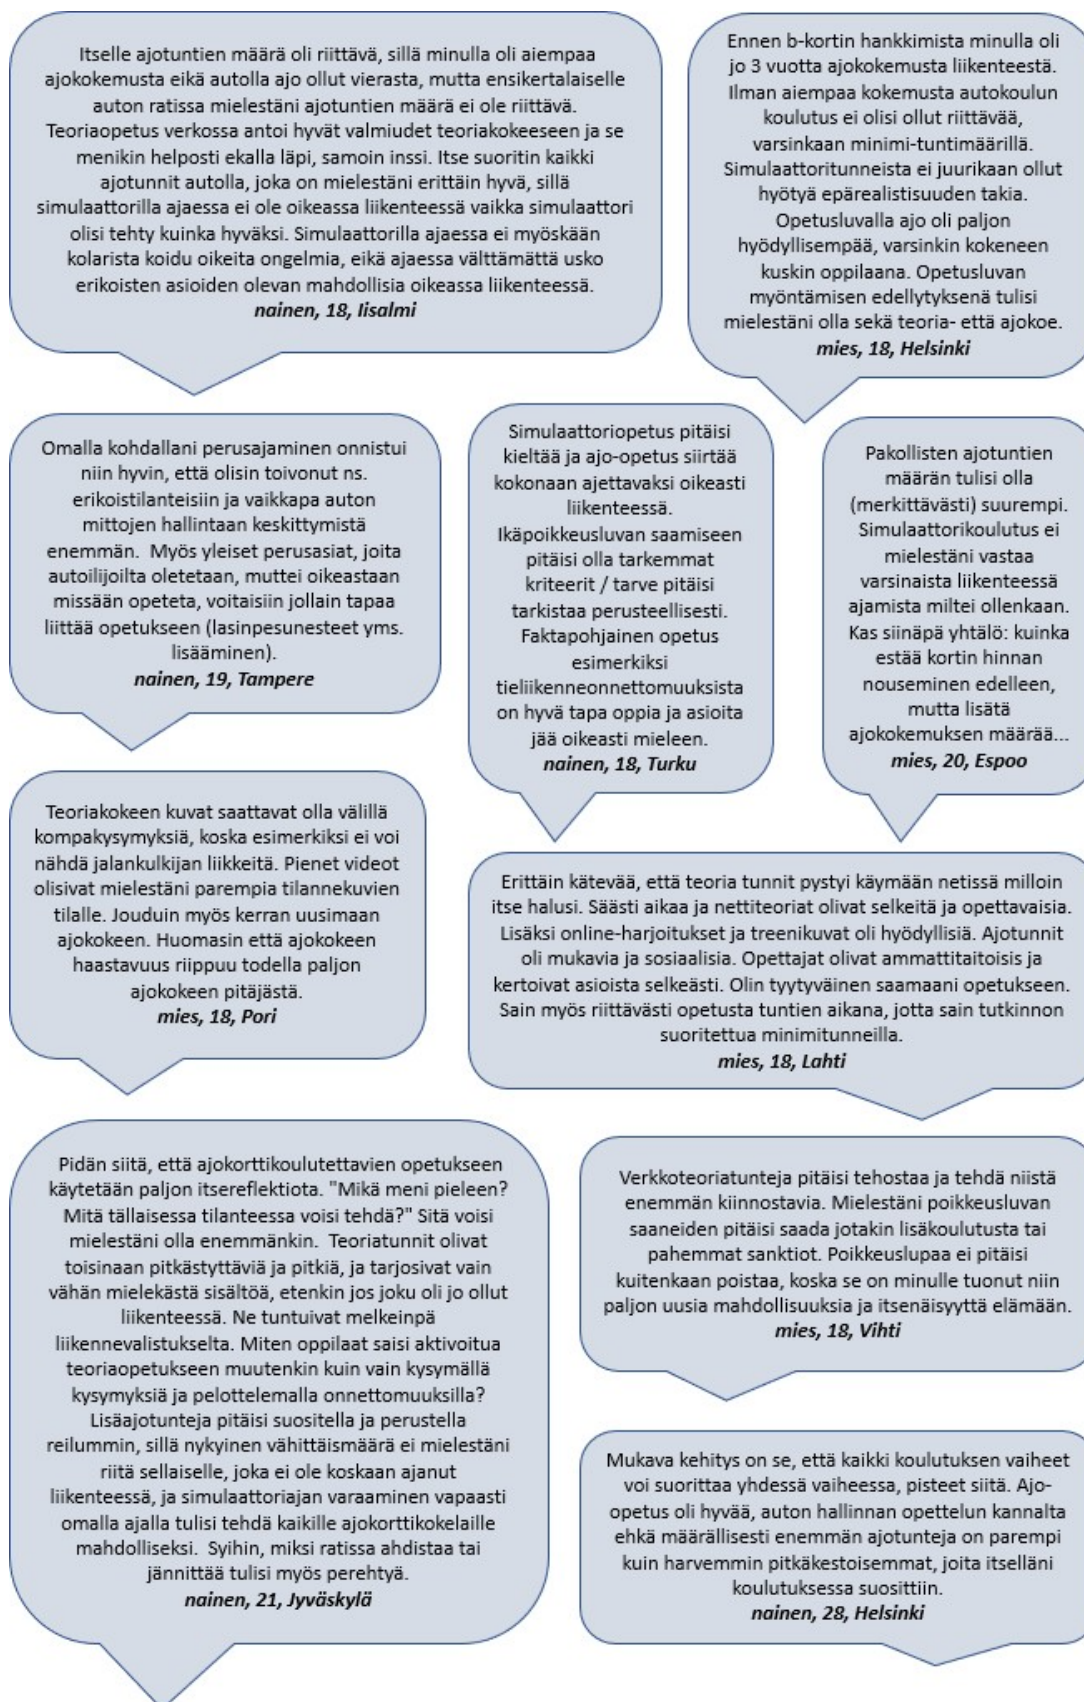 Itselle ajotuntien määrä oli riittävä, sillä minulla oli aiempaa
ajokokemusta eikä autolla ajo ollut vierasta, mutta ensikertalaiselle
auton ratissa mielestäni ajotuntien määrä ei ole riittävä.
Teoriaopetus verkossa antoi hyvät valmiudet teoriakokeeseen ja se
menikin helposti ekalla läpi, samoin inssi. Itse suoritin kaikki
ajotunnit autolla, joka on mielestäni erittäin hyvä, sillä
simulaattorilla ajaessa ei ole oikeassa liikenteessä vaikka simulaattori
olisi tehty kuinka hyväksi. Simulaattorilla ajaessa ei myöskään
kolarista koidu oikeita ongelmia, eikä ajaessa välttämättä usko
erikoisten asioiden olevan mahdollisia oikeassa liikenteessä.
nainen, 18, Iisalmi
Ennen b-kortin hankkimista minulla oli
jo 3 vuotta ajokokemusta liikenteestä.
Ilman aiempaa kokemusta autokoulun
koulutus ei olisi ollut riittävää,
varsinkaan minimi-tuntimäärillä.
Simulaattoritunneista ei juurikaan ollut
hyötyä epärealistisuuden takia.
Opetusluvalla ajo oli paljon
hyödyllisempää, varsinkin kokeneen
kuskin oppilaana. Opetusluvan
myöntämisen edellytyksenä tulisi
mielestäni olla sekä teoria- että ajokoe.
mies, 18, Helsinki
Omalla kohdallani perusajaminen onnistui
niin hyvin, että olisin toivonut ns.
erikoistilanteisiin ja vaikkapa auton
mittojen hallintaan keskittymistä
enemmän. Myös yleiset perusasiat, joita
autoilijoilta oletetaan, muttei oikeastaan
missään opeteta, voitaisiin jollain tapaa
liittää opetukseen (lasinpesunesteet yms.
lisääminen).
nainen, 19, Tampere
Simulaattoriopetus pitäisi
kieltää ja ajo-opetus siirtää
kokonaan ajettavaksi oikeasti
liikenteessä.
Ikäpoikkeusluvan saamiseen
pitäisi olla tarkemmat
kriteerit / tarve pitäisi
tarkistaa perusteellisesti.
Faktapohjainen opetus
esimerkiksi
tieliikenneonnettomuuksista
on hyvä tapa oppia ja asioita
jää oikeasti mieleen.
nainen, 18, Turku
Pakollisten ajotuntien
määrän tulisi olla
(merkittävästi) suurempi.
Simulaattorikoulutus ei
mielestäni vastaa
varsinaista liikenteessä
ajamista miltei ollenkaan.
Kas siinäpä yhtälö: kuinka
estää kortin hinnan
nouseminen edelleen,
mutta lisätä
ajokokemuksen määrää...
mies, 20, Espoo
Teoriakokeen kuvat saattavat olla välillä
kompakysymyksiä, koska esimerkiksi ei voi
nähdä jalankulkijan liikkeitä. Pienet videot
olisivat mielestäni parempia tilannekuvien
tilalle. Jouduin myös kerran uusimaan
ajokokeen. Huomasin että ajokokeen
haastavuus riippuu todella paljon
ajokokeen pitäjästä.
mies, 18, Pori
Erittäin kätevää, että teoria tunnit pystyi käymään netissä milloin
itse halusi. Säästi aikaa ja nettiteoriat olivat selkeitä ja opettavaisia.
Lisäksi online-harjoitukset ja treenikuvat oli hyödyllisiä. Ajotunnit
oli mukavia ja sosiaalisia. Opettajat olivat ammattitaitoisis ja
kertoivat asioista selkeästi. Olin tyytyväinen saamaani opetukseen.
Sain myös riittävästi opetusta tuntien aikana, jotta sain tutkinnon
suoritettua minimitunneilla.
mies, 18, Lahti
Pidän siitä, että ajokorttikoulutettavien opetukseen
käytetään paljon itsereflektiota. "Mikä meni pieleen?
Mitä tällaisessa tilanteessa voisi tehdä?" Sitä voisi
mielestäni olla enemmänkin. Teoriatunnit olivat
toisinaan pitkästyttäviä ja pitkiä, ja tarjosivat vain
vähän mielekästä sisältöä, etenkin jos joku oli jo ollut
liikenteessä. Ne tuntuivat melkeinpä
liikennevalistukselta. Miten oppilaat saisi aktivoitua
teoriaopetukseen muutenkin kuin vain kysymällä
kysymyksiä ja pelottelemalla onnettomuuksilla?
Lisäajotunteja pitäisi suositella ja perustella
reilummin, sillä nykyinen vähittäismäärä ei mielestäni
riitä sellaiselle, joka ei ole koskaan ajanut
liikenteessä, ja simulaattoriajan varaaminen vapaasti
omalla ajalla tulisi tehdä kaikille ajokorttikokelaille
mahdolliseksi. Syihin, miksi ratissa ahdistaa tai
jännittää tulisi myös perehtyä.
nainen, 21, Jyväskylä
Verkkoteoriatunteja pitäisi tehostaa ja tehdä niistä
enemmän kiinnostavia. Mielestäni poikkeusluvan
saaneiden pitäisi saada jotakin lisäkoulutusta tai
pahemmat sanktiot. Poikkeuslupaa ei pitäisi
kuitenkaan poistaa, koska se on minulle tuonut niin
paljon uusia mahdollisuuksia ja itsenäisyyttä elämään.
mies, 18, Vihti
Mukava kehitys on se, että kaikki koulutuksen vaiheet
voi suorittaa yhdessä vaiheessa, pisteet siitä. Ajo-
opetus oli hyvää, auton hallinnan opettelun kannalta
ehkä määrällisesti enemmän ajotunteja on parempi
kuin harvemmin pitkäkestoisemmat, joita itselläni
koulutuksessa suosittiin.
nainen, 28, Helsinki